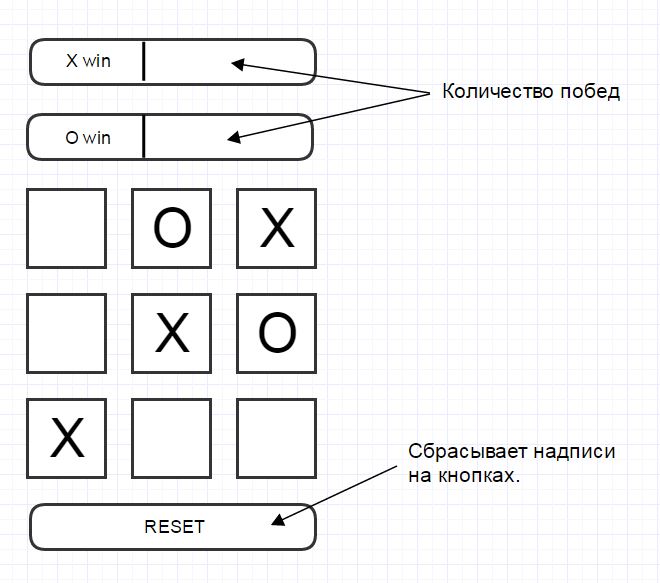 X win
Количество побед
O win
O X
X O
X
Сбрасывает надписи
на кнопках.
RESET